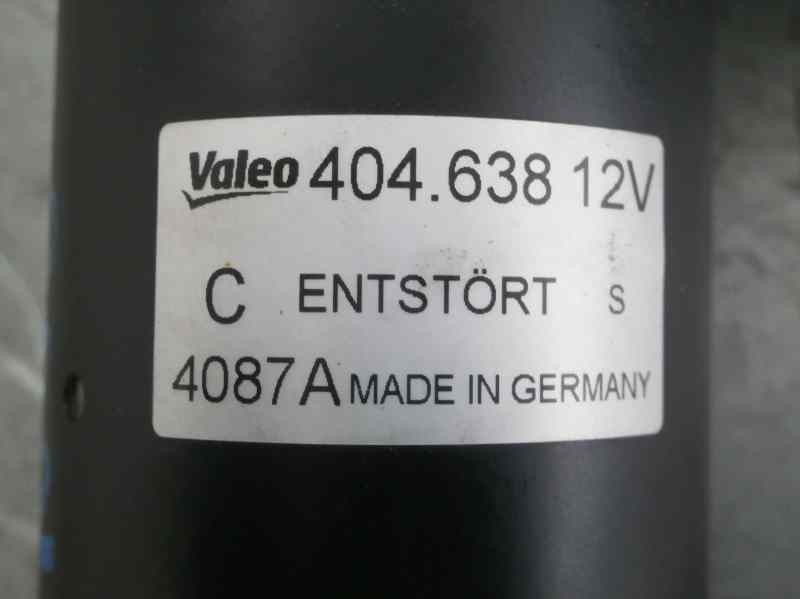 Valeo 404.638 12V
C ENTSTÖRT S
4087A MADE IN GERMANY